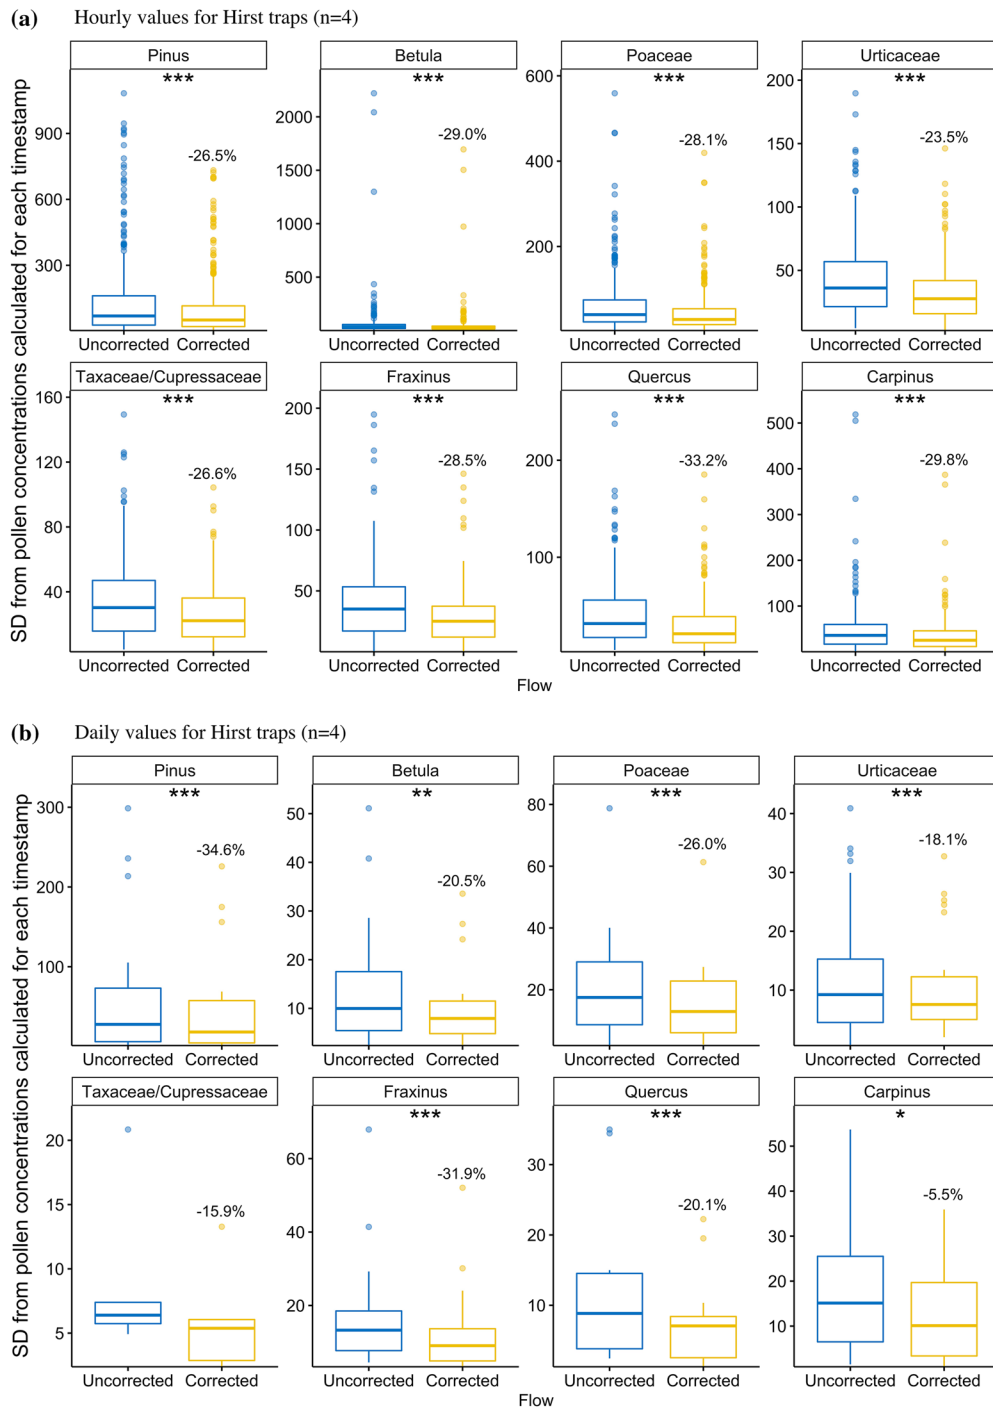 (a) Hourly values for Hirst traps (n=4)
SD from pollen concentrations calculated for each timestamp
Pinus Betula Poaceae Urticaceae
*** *** *** ***
-26.5% -29.0% -28.1% -23.5%
900 600 300
2000 1500 1000 500
600 400 200
200 150 100 50
Uncorrected Corrected Uncorrected Corrected Uncorrected Corrected Uncorrected Corrected
Taxaceae/Cupressaceae Fraxinus Quercus Carpinus
*** *** *** ***
-26.6% -28.5% -33.2% -29.8%
160 120 80 40
200 150 100 50
200 100
500 400 300 200 100
Uncorrected Corrected Uncorrected Corrected Uncorrected Corrected Uncorrected Corrected
Flow
(b) Daily values for Hirst traps (n=4)
SD from pollen concentrations calculated for each timestamp
Pinus Betula Poaceae Urticaceae
*** ** *** ***
-34.6% -20.5% -26.0% -18.1%
300 200 100
50 40 30 20 10
80 60 40 20
40 30 20 10
Uncorrected Corrected Uncorrected Corrected Uncorrected Corrected Uncorrected Corrected
Taxaceae/Cupressaceae Fraxinus Quercus Carpinus
*** *** *
-15.9% -31.9% -20.1% -5.5%
20 15 10 5
60 40 20
30 20 10
50 40 30 20 10
Uncorrected Corrected Uncorrected Corrected Uncorrected Corrected Uncorrected Corrected
Flow